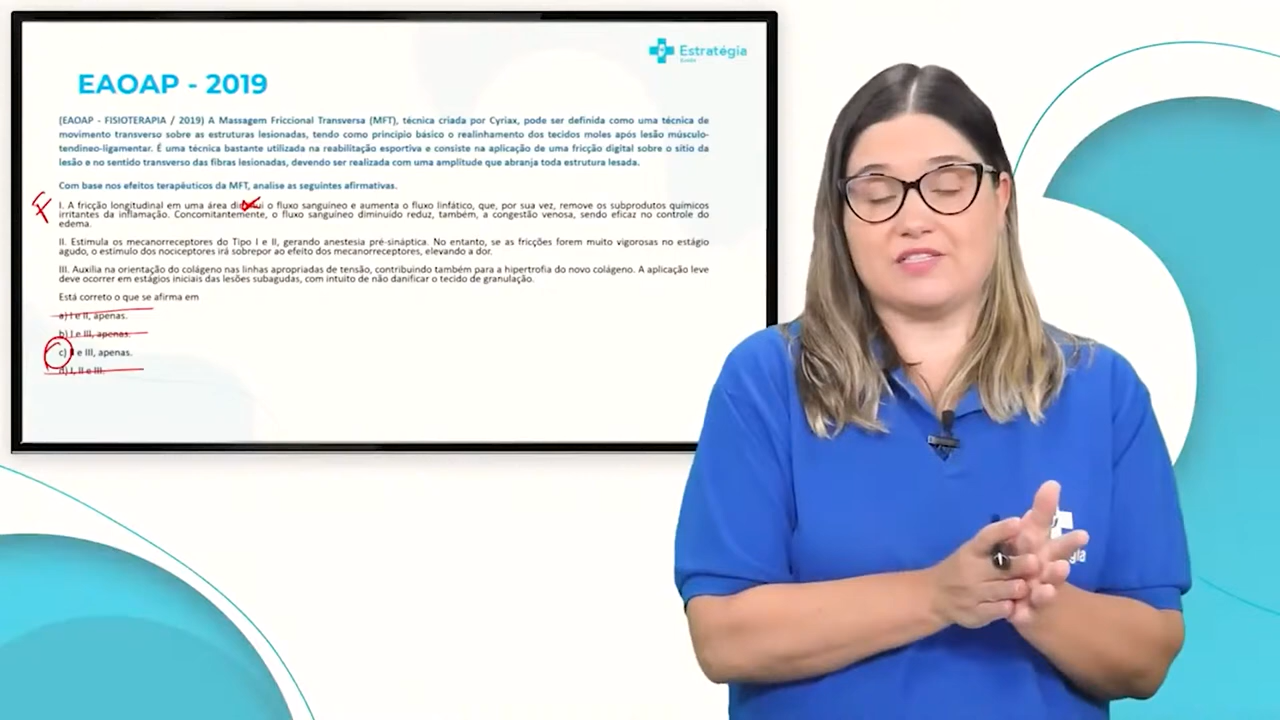 Estratégia
EAOAP - 2019
(EAOAP - FISIOTERAPIA / 2019) A Massagem Friccional Transversa (MFT), técnica criada por Cyriax, pode ser definida como uma técnica de
movimento transverso sobre as estruturas lesionadas, tendo como princípio básico o realinhamento dos tecidos moles após lesão músculo-
tendíneo-ligamentar. É uma técnica bastante utilizada na reabilitação esportiva e consiste na aplicação de uma fricção digital sobre o sítio da
lesão e no sentido transverso das fibras lesionadas, devendo ser realizada com uma amplitude que abranja toda estrutura lesada.
Com base nos efeitos terapêuticos da MFT, analise as seguintes afirmativas.
F I. A fricção longitudinal em uma área diminui o fluxo sanguíneo e aumenta o fluxo linfático, que, por sua vez, remove os subprodutos químicos
irritantes da inflamação. Concomitantemente, o fluxo sanguíneo diminuído reduz, também, a congestão venosa, sendo eficaz no controle do
edema.
II. Estimula os mecanorreceptores do Tipo I e II, gerando anestesia pré-sináptica. No entanto, se as fricções forem muito vigorosas no estágio
agudo, o estímulo dos nociceptores irá sobrepor ao efeito dos mecanorreceptores, elevando a dor.
III. Auxilia na orientação do colágeno nas linhas apropriadas de tensão, contribuindo também para a hipertrofia do novo colágeno. A aplicação leve
deve ocorrer em estágios iniciais das lesões subagudas, com intuito de não danificar o tecido de granulação.
Está correto o que se afirma em
a) I e II, apenas.
b) I e III, apenas.
c) II e III, apenas.
d) I, II e III.